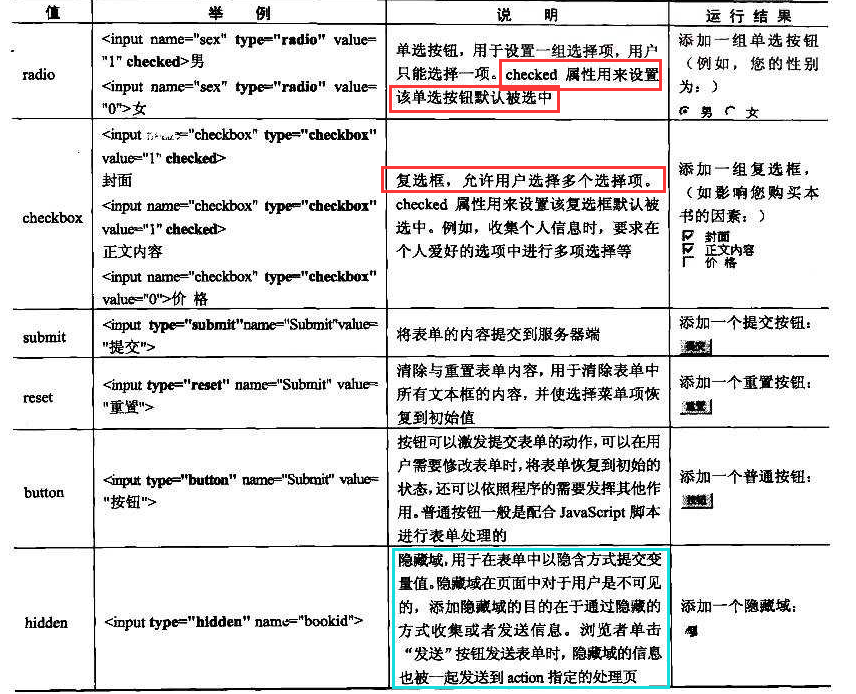 值 举 例 说 明 运行结果
radio
<input name="sex" type="radio" value=
"1" checked>男
<input name="sex" type="radio" value=
"0">女
单选按钮，用于设置一组选择项，用户
只能选择一项。checked 属性用来设置
该单选按钮默认被选中
添加一组单选按钮
（例如，您的性别
为：）
男 女
checkbox
<input "checkbox" type="checkbox"
value="1" checked>
封面
<input name="checkbox" type="checkbox"
value="1" checked>
正文内容
<input name="checkbox" type="checkbox"
value="0">价 格
复选框，允许用户选择多个选择项。
checked 属性用来设置该复选框默认被
选中。例如，收集个人信息时，要求在
个人爱好的选项中进行多项选择等
添加一组复选框，
（如影响您购买本
书的因素：）
封面
正文内容
价 格
submit
<input type="submit"name="Submit"value=
"提交">
将表单的内容提交到服务器端
添加一个提交按钮：
提交
reset
<input type="reset" name="Submit" value=
"重置">
清除与重置表单内容，用于清除表单中
所有文本框的内容，并使选择菜单项恢
复到初始值
添加一个重置按钮：
重置
button
<input type="button" name="Submit" value=
"按钮">
按钮可以激发提交表单的动作，可以在用
户需要修改表单时，将表单恢复到初始的
状态，还可以依照程序的需要发挥其他作
用。普通按钮一般是配合 JavaScript 脚本
进行表单处理的
添加一个普通按钮：
按钮
hidden
<input type="hidden" name="bookid">
隐藏域，用于在表单中以隐含方式提交变
量值。隐藏域在页面中对于用户是不可见
的，添加隐藏域的目的在于通过隐藏的
方式收集或者发送信息。浏览者单击
“发送”按钮发送表单时，隐藏域的信息
也被一起发送到 action 指定的处理页
添加一个隐藏域：